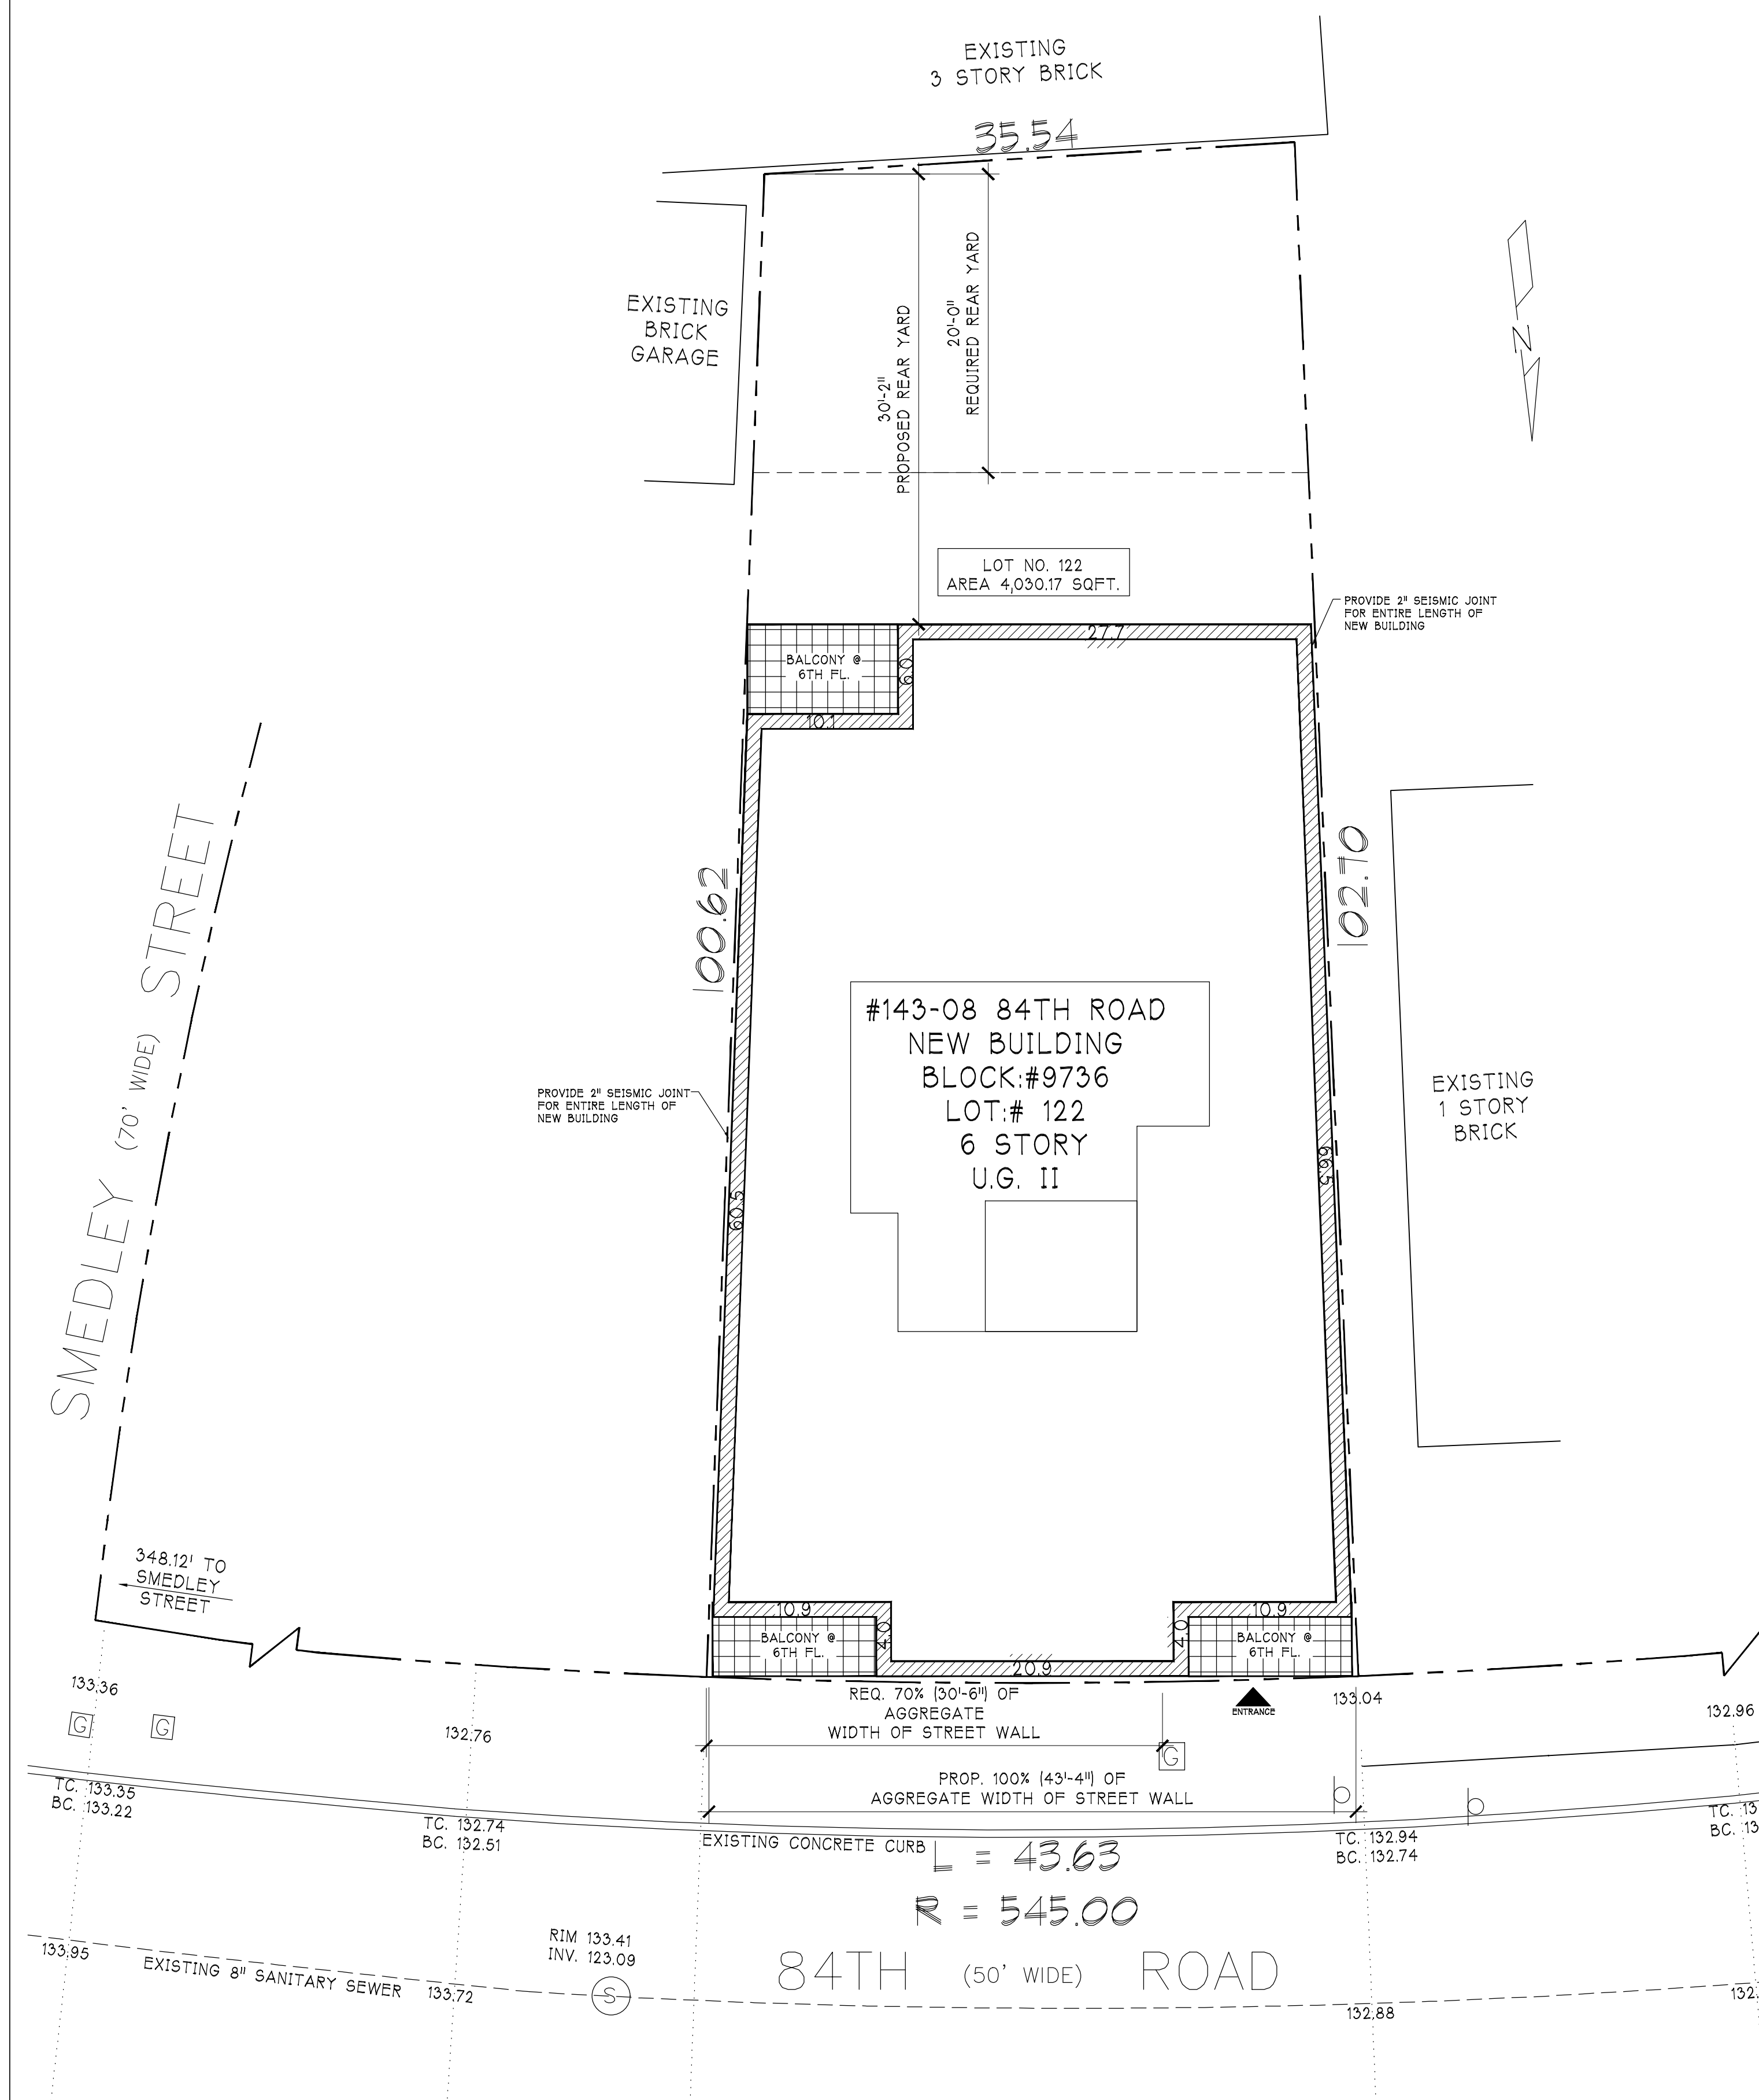 EXISTING
3 STORY BRICK
35.54
EXISTING
BRICK
GARAGE
30'-2"
PROPOSED REAR YARD
20'-0"
REQUIRED REAR YARD
N
LOT NO. 122
AREA 4,030.17 SQFT.
PROVIDE 2" SEISMIC JOINT
FOR ENTIRE LENGTH OF
NEW BUILDING
27.7
BALCONY @
6TH FL.
6.0
10.1
SMEDLEY (70' WIDE) STREET
100.62
102.70
#143-08 84TH ROAD
NEW BUILDING
BLOCK:#9736
LOT:# 122
6 STORY
U.G. II
EXISTING
1 STORY
BRICK
PROVIDE 2" SEISMIC JOINT
FOR ENTIRE LENGTH OF
NEW BUILDING
60.5
66.5
348.12' TO
SMEDLEY
STREET
10.9
10.9
BALCONY @
6TH FL.
4.0
4.0
BALCONY @
6TH FL.
20.9
133.36
G
G
132.76
REQ. 70% (30'-6") OF
AGGREGATE
WIDTH OF STREET WALL
ENTRANCE
133.04
132.96
G
PROP. 100% (43'-4") OF
AGGREGATE WIDTH OF STREET WALL
TC. 133.35
BC. 133.22
TC. 132.74
BC. 132.51
EXISTING CONCRETE CURB
TC. 132.94
BC. 132.74
TC. 13
BC. 13
L = 43.63
R = 545.00
133.95
EXISTING 8" SANITARY SEWER
133.72
RIM 133.41
INV. 123.09
S
84TH (50' WIDE) ROAD
132.88
132.